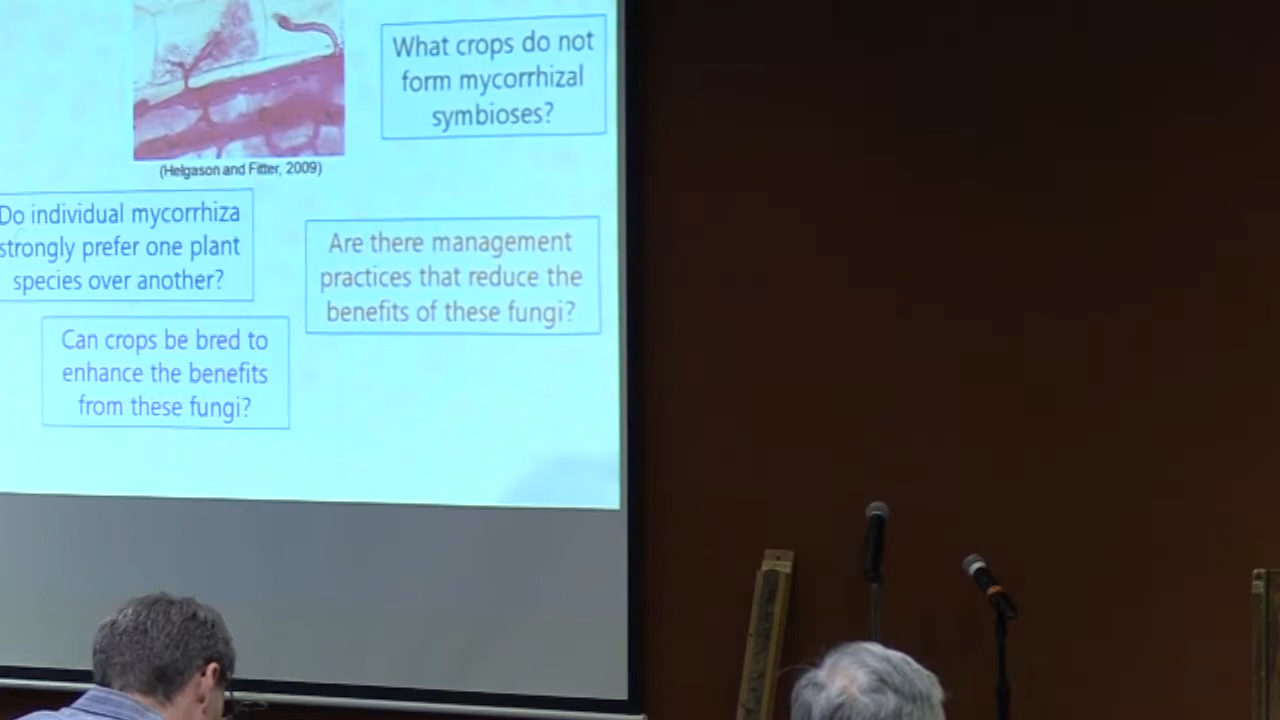 What crops do not
form mycorrhizal
symbioses?
(Helgason and Fitter, 2009)
Do individual mycorrhiza
strongly prefer one plant
species over another?
Are there management
practices that reduce the
benefits of these fungi?
Can crops be bred to
enhance the benefits
from these fungi?